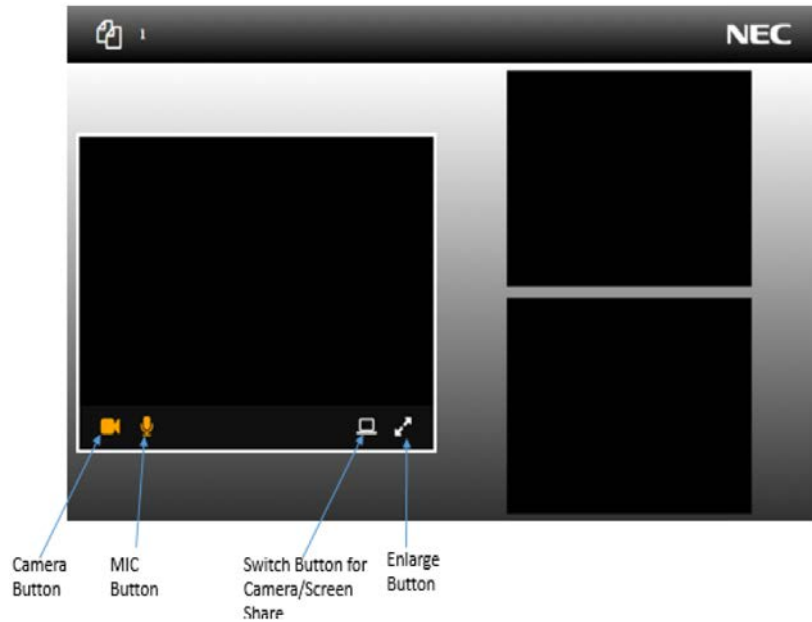 1
NEC
Camera
Button
MIC
Button
Switch Button for
Camera/Screen
Share
Enlarge
Button